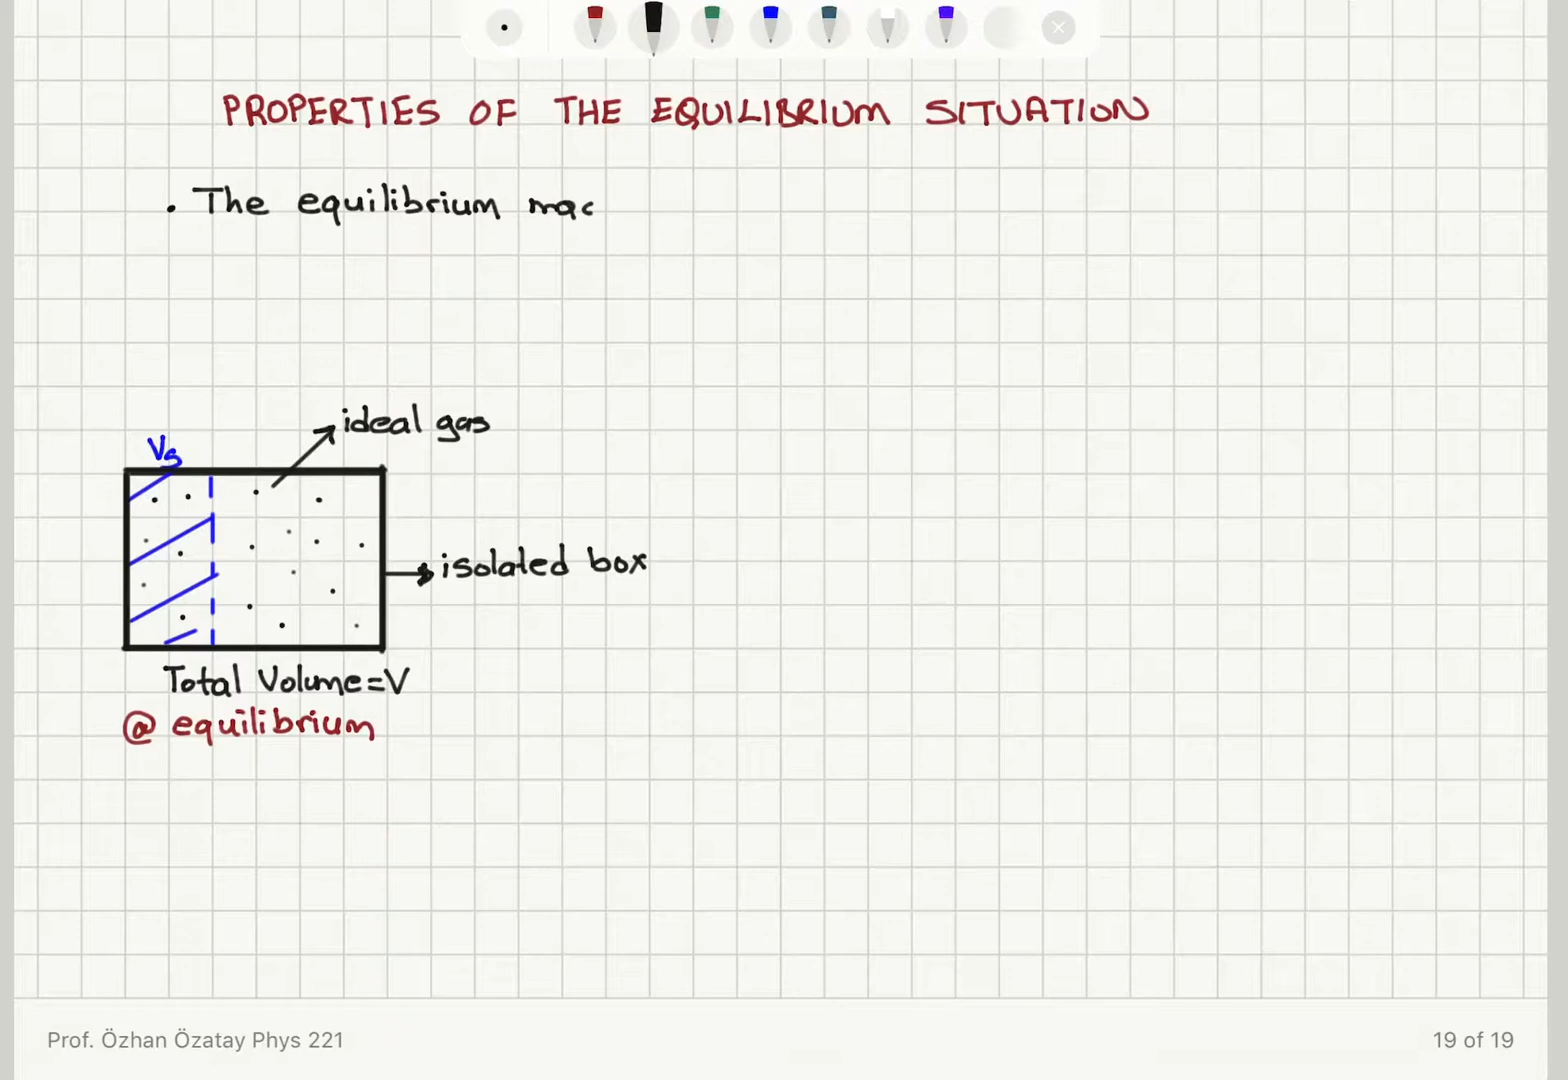 PROPERTIES OF THE EQUILIBRIUM SITUATION
. The equilibrium mac
ideal gas
Vs
isolated box
Total Volume=V
@ equilibrium
Prof. Özhan Özatay Phys 221
19 of 19